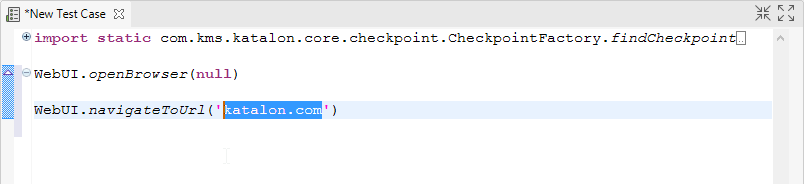 *New Test Case
import static com.kms.katalon.core.checkpoint.CheckpointFactory.findCheckpoint..
WebUI.openBrowser(null)
WebUI.navigateToUrl('katalon.com')